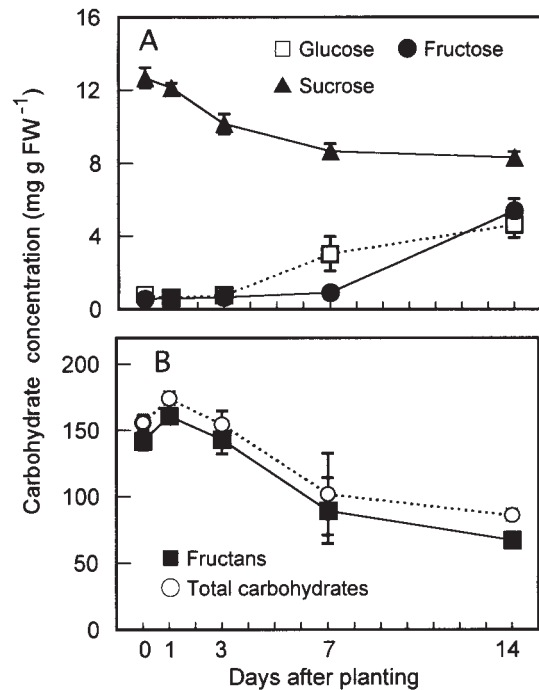 Carbohydrate concentration (mg g FW⁻¹)
16
A
Glucose Fructose
Sucrose
12
8
4
0
B
200
150
100
50
Fructans
Total carbohydrates
0
0 1 3 7 14
Days after planting